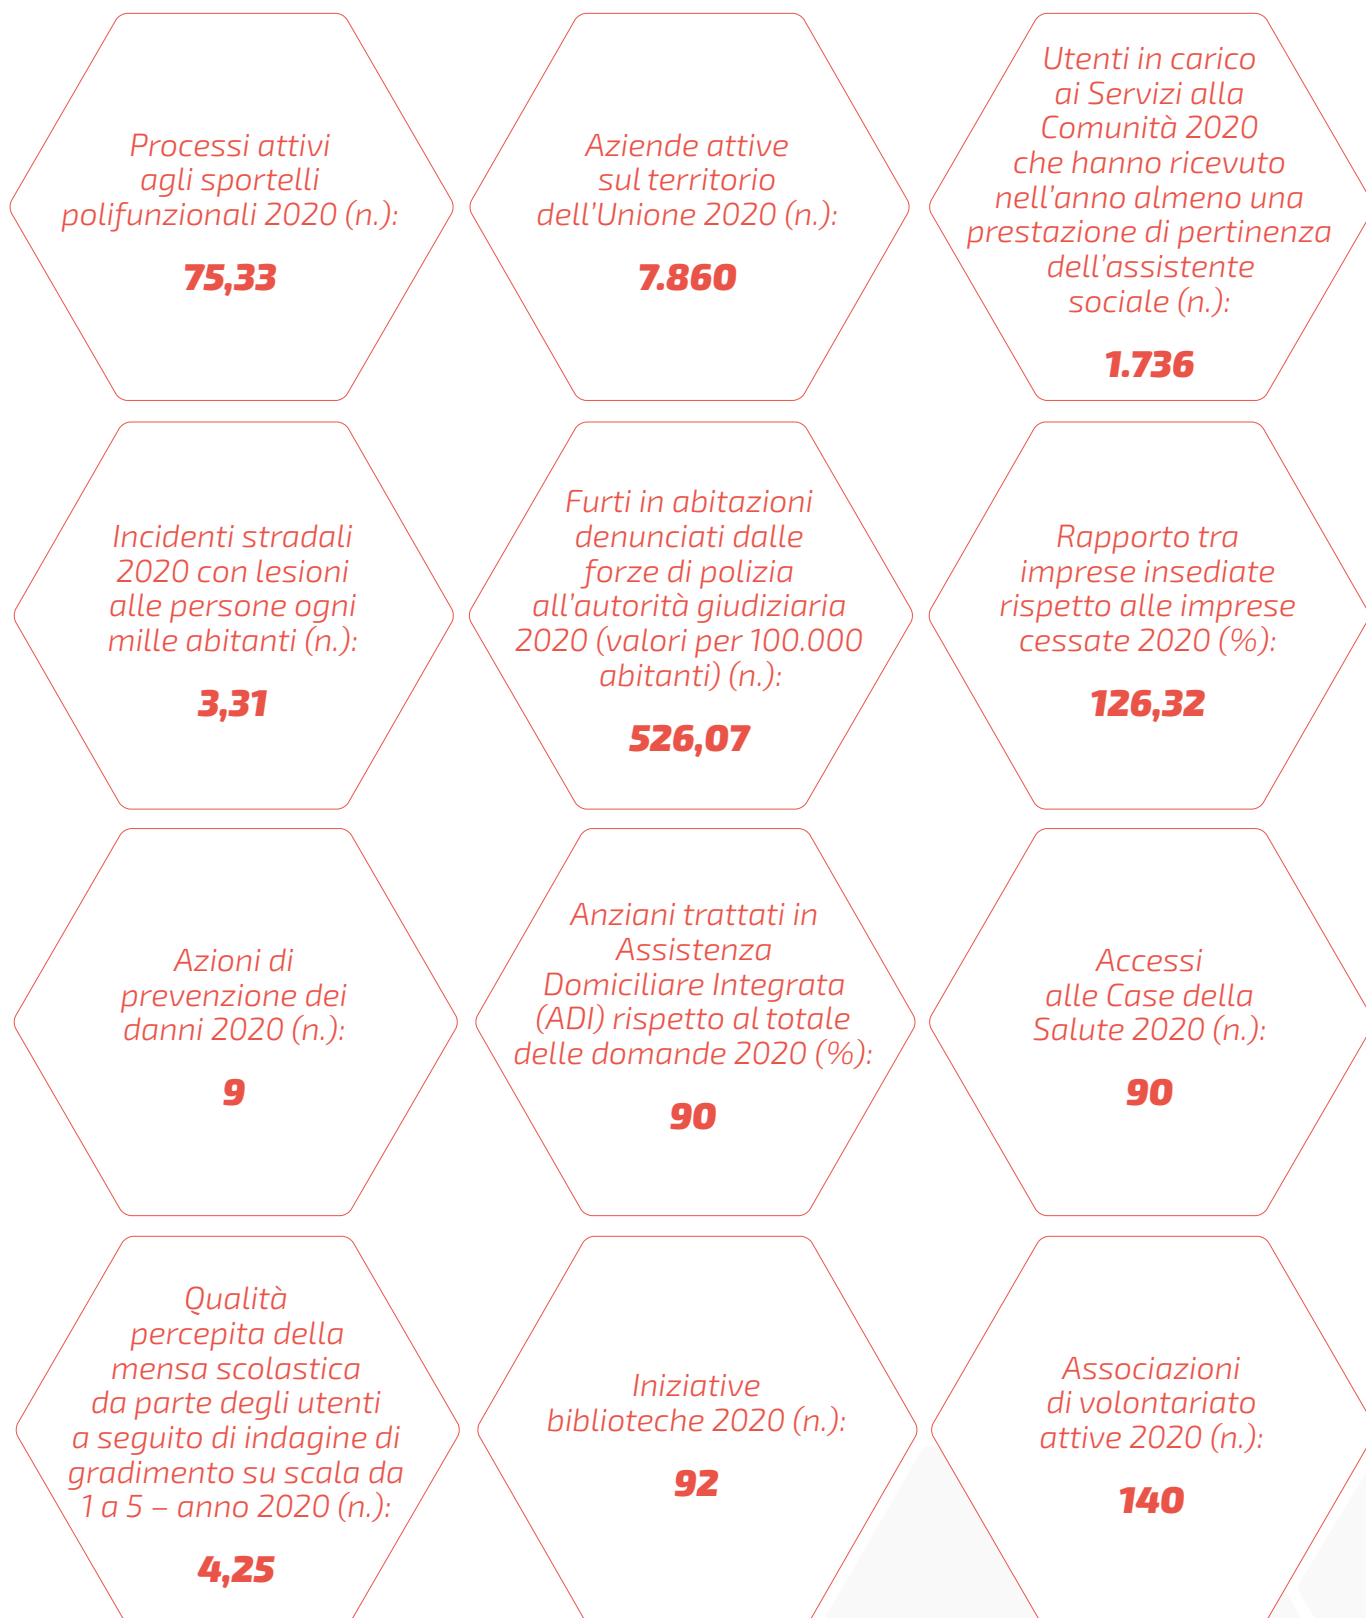 Processi attivi
agli sportelli
polifunzionali 2020 (n.):
75,33
Aziende attive
sul territorio
dell'Unione 2020 (n.):
7.860
Utenti in carico
ai Servizi alla
Comunità 2020
che hanno ricevuto
nell'anno almeno una
prestazione di pertinenza
dell'assistente
sociale (n.):
1.736
Incidenti stradali
2020 con lesioni
alle persone ogni
mille abitanti (n.):
3,31
Furti in abitazioni
denunciati dalle
forze di polizia
all'autorità giudiziaria
2020 (valori per 100.000
abitanti) (n.):
526,07
Rapporto tra
imprese insediate
rispetto alle imprese
cessate 2020 (%):
126,32
Azioni di
prevenzione dei
danni 2020 (n.):
9
Anziani trattati in
Assistenza
Domiciliare Integrata
(ADI) rispetto al totale
delle domande 2020 (%):
90
Accessi
alle Case della
Salute 2020 (n.):
90
Qualità
percepita della
mensa scolastica
da parte degli utenti
a seguito di indagine di
gradimento su scala da
1 a 5 – anno 2020 (n.):
4,25
Iniziative
biblioteche 2020 (n.):
92
Associazioni
di volontariato
attive 2020 (n.):
140